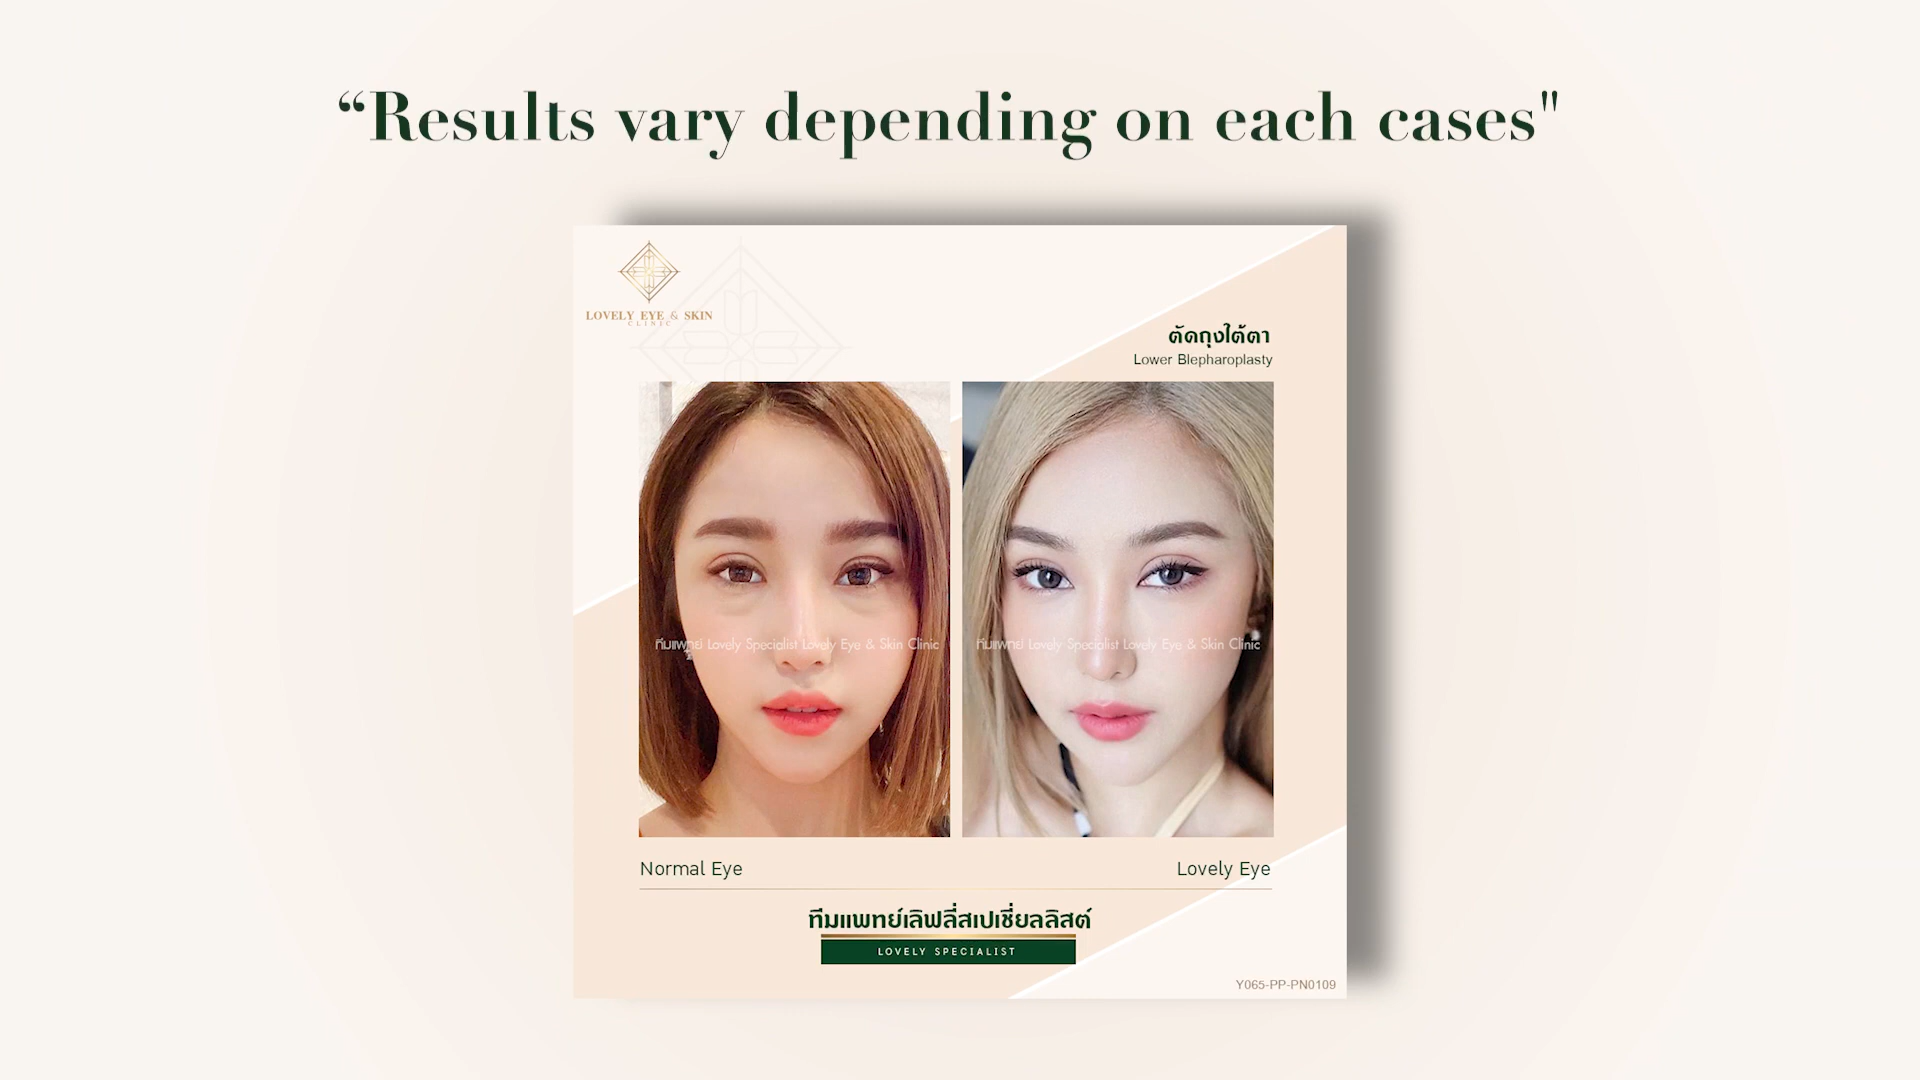 “Results vary depending on each cases"
LOVELY EYE & SKIN
CLINIC
ตัดถุงใต้ตา
Lower Blepharoplasty
ทีมแพทย์ Lovely Specialist Lovely Eye & Skin Clinic
ทีมแพทย์ Lovely Specialist Lovely Eye & Skin Clinic
Normal Eye
Lovely Eye
ทีมแพทย์เลิฟลี่สเปเชี่ยลลิสต์
LOVELY SPECIALIST
Y065-PP-PN0109